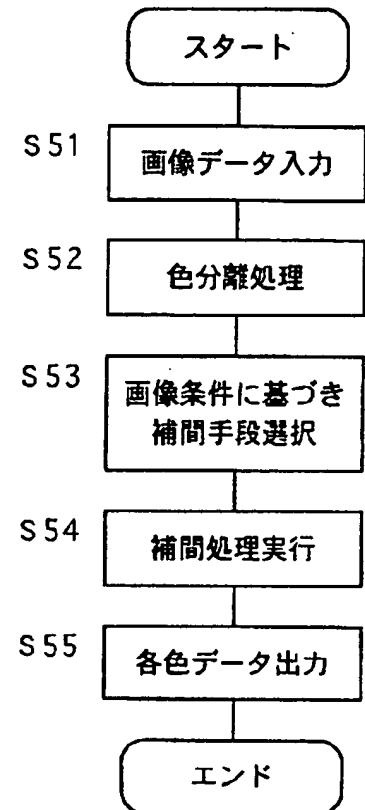 スタート
S51
画像データ入力
S52
色分離処理
S53
画像条件に基づき
補間手段選択
S54
補間処理実行
S55
各色データ出力
エンド